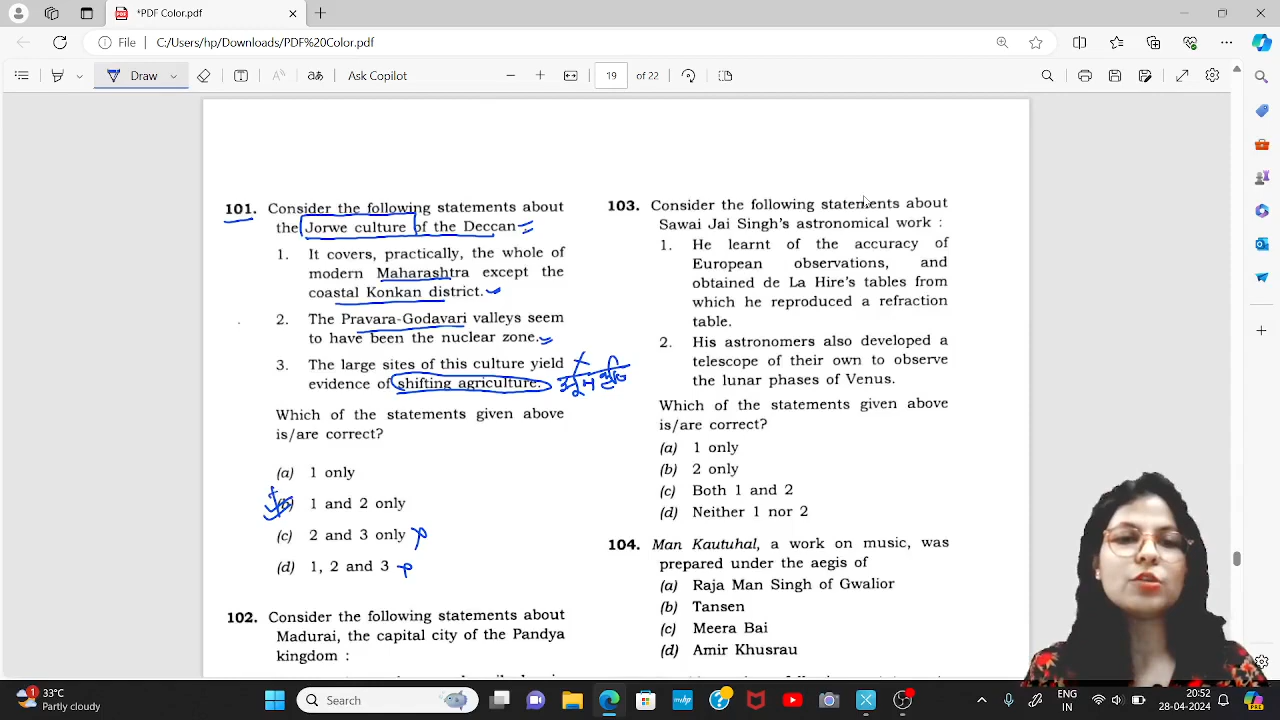 *PDF Color.pdf
File
C:/Users/hp/Downloads/PDF%20Color.pdf
Draw
Ask Copilot
19
of 22
101. Consider the following statements about
the Jorwe culture of the Deccan
1. It covers, practically, the whole of
modern Maharashtra except the
coastal Konkan district.
2. The Pravara-Godavari valleys seem
to have been the nuclear zone.
3. The large sites of this culture yield
evidence of shifting agriculture.
Which of the statements given above
is/are correct?
(a) 1 only
(b) 1 and 2 only
(c) 2 and 3 only
(d) 1, 2 and 3
102. Consider the following statements about
Madurai, the capital city of the Pandya
kingdom :
103. Consider the following statements about
Sawai Jai Singh's astronomical work :
1. He learnt of the accuracy of
European observations, and
obtained de La Hire's tables from
which he reproduced a refraction
table.
2. His astronomers also developed a
telescope of their own to observe
the lunar phases of Venus.
Which of the statements given above
is/are correct?
(a) 1 only
(b) 2 only
(c) Both 1 and 2
(d) Neither 1 nor 2
104. Man Kautuhal, a work on music, was
prepared under the aegis of
(a) Raja Man Singh of Gwalior
(b) Tansen
(c) Meera Bai
(d) Amir Khusrau
1
33°C
Partly cloudy
Search
ENG
IN
20:52
28-04-2024